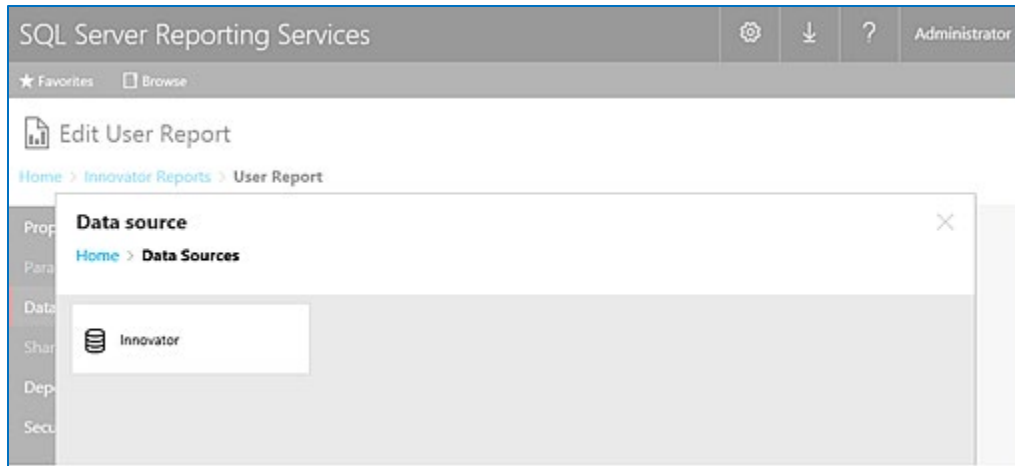 SQL Server Reporting Services
? Administrator
★ Favorites Browse
Edit User Report
Home > Innovator Reports > User Report
Prop
Data source
Home > Data Sources
Para
Data
Innovator
Shar
Depe
Secu